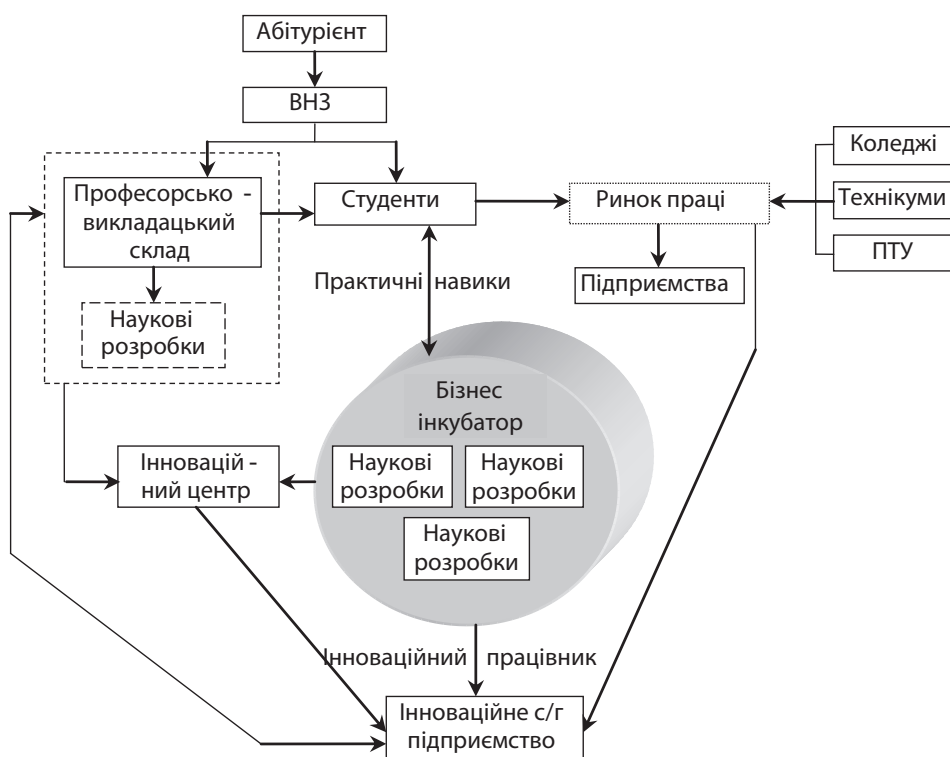 Абітурієнт
ВНЗ
Коледжі
Професорсько -
викладацький
склад
Студенти
Ринок праці
Технікуми
ПТУ
Практичні навики
Підприємства
Наукові
розробки
Бізнес
інкубатор
Інновацій -
ний центр
Наукові
розробки
Наукові
розробки
Наукові
розробки
Інноваційний працівник
Інноваційне с/г
підприємство